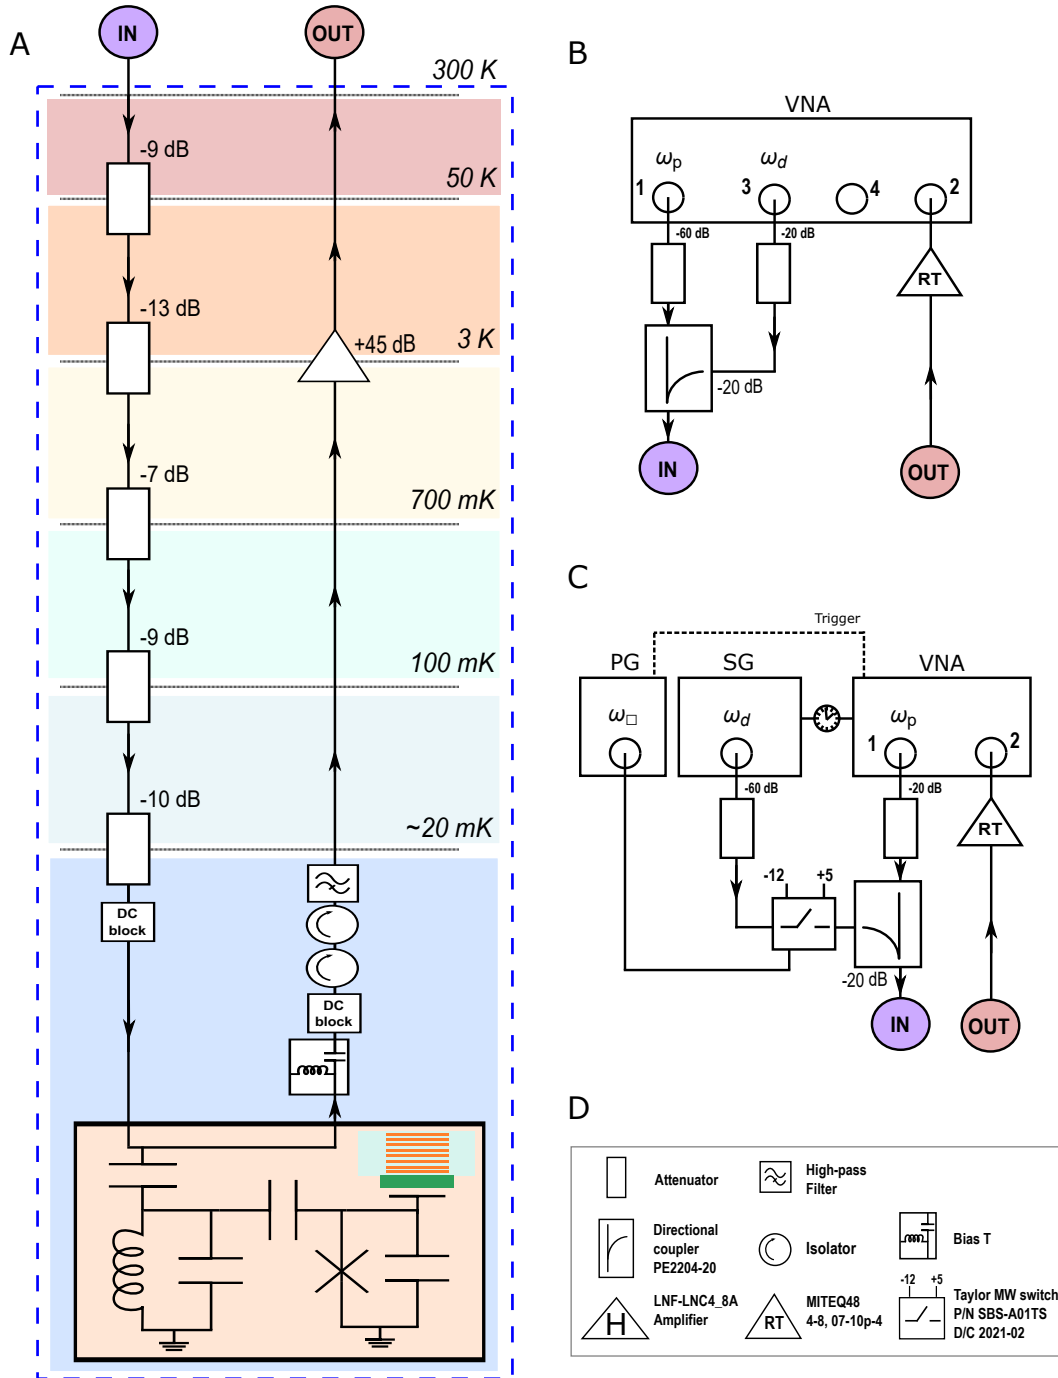 A
IN
OUT
300 K
-9 dB
50 K
-13 dB
3 K
+45 dB
-7 dB
700 mK
-9 dB
100 mK
-10 dB
~20 mK
DC
block
DC
block
B
VNA
ωp
ωd
1
3
4
2
-60 dB
-20 dB
RT
-20 dB
IN
OUT
C
Trigger
PG
SG
VNA
ω□
ωd
ωp
1
2
-60 dB
-20 dB
RT
-12
+5
-20 dB
IN
OUT
D
Attenuator
High-pass
Filter
Directional
coupler
PE2204-20
Isolator
Bias T
H
LNF-LNC4_8A
Amplifier
RT
MITEQ48
4-8, 07-10p-4
-12
+5
Taylor MW switch
P/N SBS-A01TS
D/C 2021-02